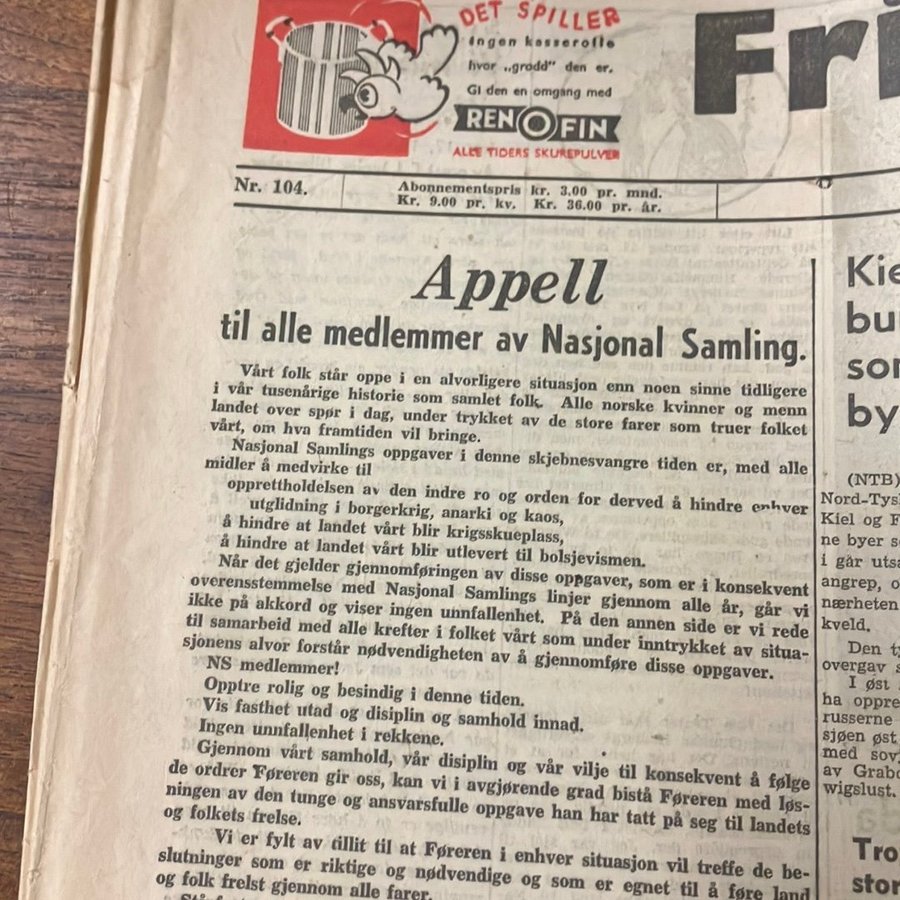 DET SPILLER
ingen kasserolle
hvor „grodd" den er.
Gi den en omgang med
RENOFIN
ALLE TIDERS SKUREPULVER
Fri
Nr. 104.
Abonnementspris kr. 3.00 pr. mnd.
Kr. 9.00 pr. kv. Kr. 36.00 pr. år.
Appell
til alle medlemmer av Nasjonal Samling.
Vårt folk står oppe i en alvorligere situasjon enn noen sinne tidligere
i vår tusenårige historie som samlet folk. Alle norske kvinner og menn
landet over spør i dag, under trykket av de store farer som truer folket
vårt, om hva framtiden vil bringe.
Nasjonal Samlings oppgaver i denne skjebnesvangre tiden er, med alle
midler å medvirke til
opprettholdelsen av den indre ro og orden for derved å hindre enhver
utglidning i borgerkrig, anarki og kaos,
å hindre at landet vårt blir krigsskueplass,
å hindre at landet vårt blir utlevert til bolsjevismen.
Når det gjelder gjennomføringen av disse oppgaver, som er i konsekvent
overensstemmelse med Nasjonal Samlings linjer gjennom alle år, går vi
ikke på akkord og viser ingen unnfallenhet. På den annen side er vi rede
til samarbeid med alle krefter i folket vårt som under inntrykket av situa-
sjonens alvor forstår nødvendigheten av å gjennomføre disse oppgaver.
NS medlemmer!
Opptre rolig og besindig i denne tiden.
Vis fasthet utad og disiplin og samhold innad.
Ingen unnfallenhet i rekkene.
Gjennom vårt samhold, vår disiplin og vår vilje til konsekvent å følge
de ordrer Føreren gir oss, kan vi i avgjørende grad bistå Føreren med løs-
ningen av den tunge og ansvarsfulle oppgave han har tatt på seg til landets
og folkets frelse.
Vi er fylt av tillit til at Føreren i enhver situasjon vil treffe de be-
slutninger som er riktige og nødvendige og som er egnet til å føre land
og folk frelst gjennom alle farer.
Kie
bu
so
by
(NTB)
Nord-Tys
Kiel og F
ne byer s
i går utsa
angrep, o
nærheten
kveld.
Den t
overgav s
I øst
ha oppre
russerne
sjøen øst
med sov
av Grabo
wigslust.
Tro
stor